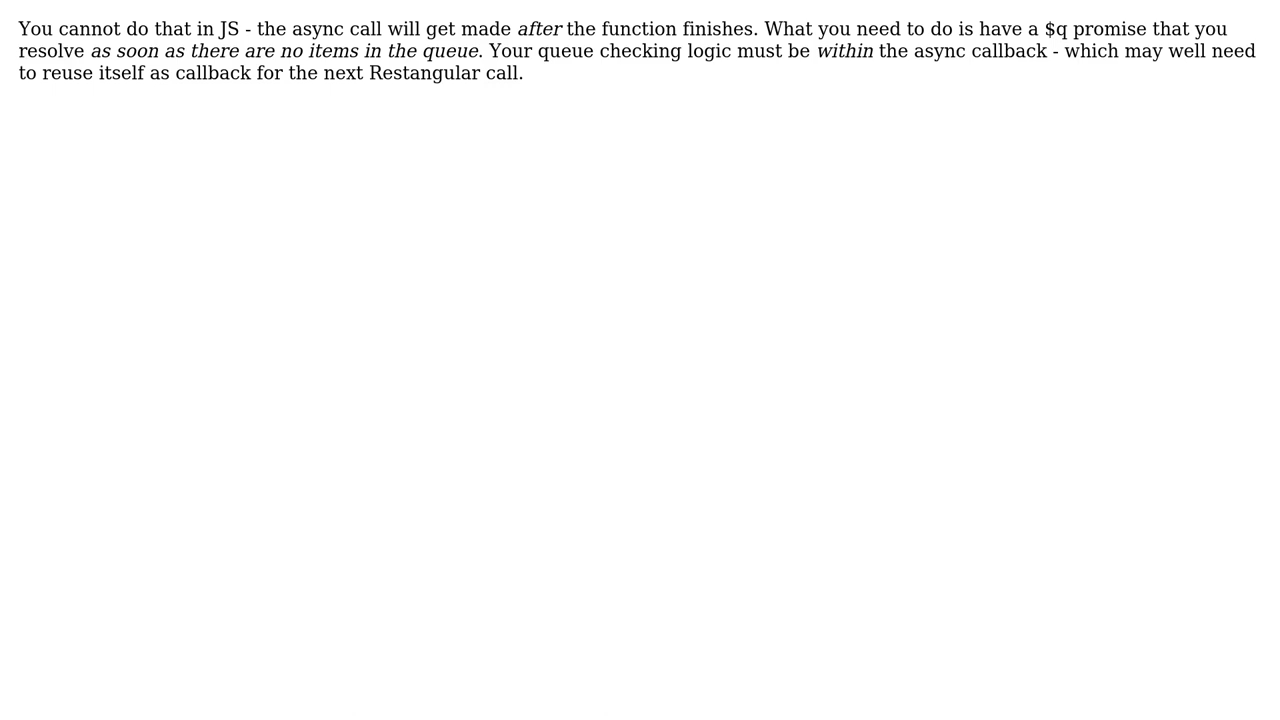 You cannot do that in JS - the async call will get made after the function finishes. What you need to do is have a $q promise that you
resolve as soon as there are no items in the queue. Your queue checking logic must be within the async callback - which may well need
to reuse itself as callback for the next Restangular call.